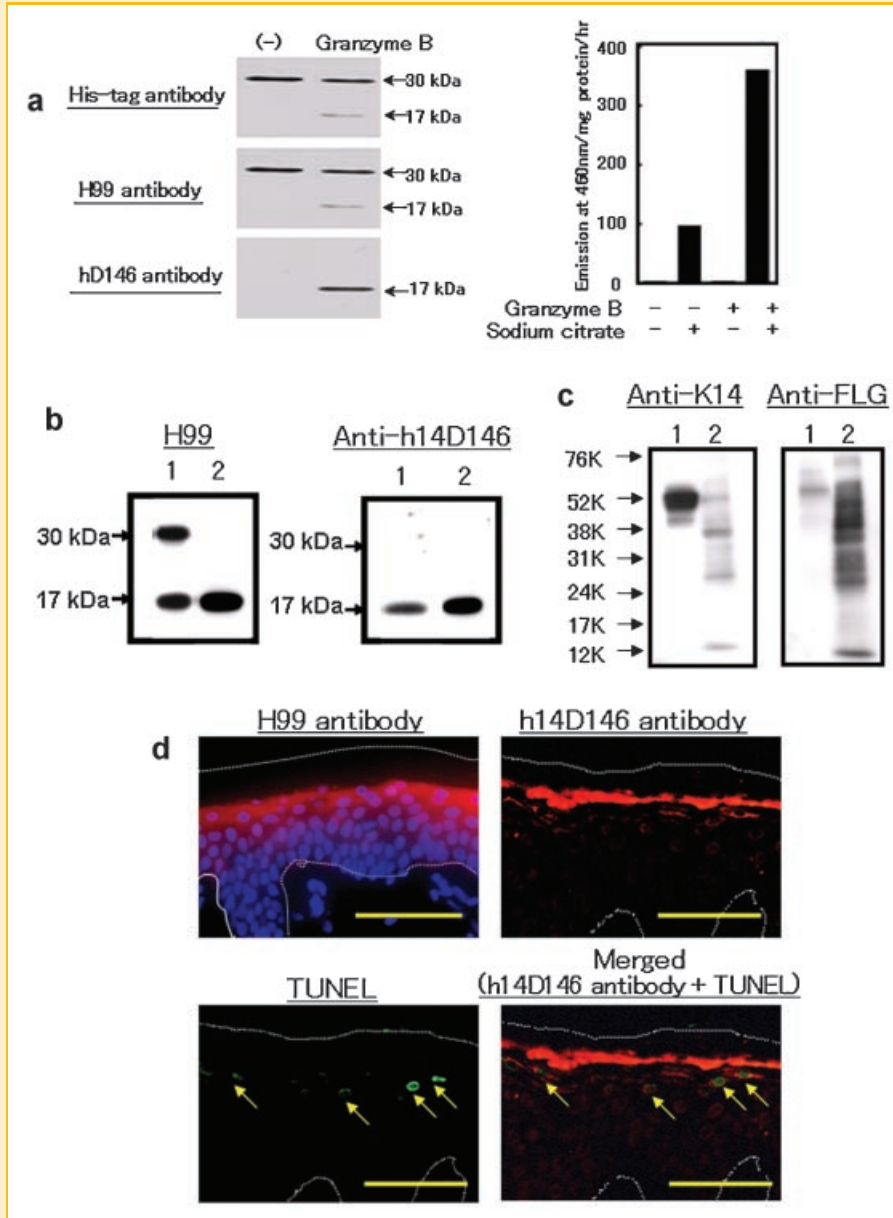 a
(-) Granzyme B
His-tag antibody
30 kDa
17 kDa
H99 antibody
30 kDa
17 kDa
hD146 antibody
17 kDa
Emission at 460nm/mg protein/hr
400
300
200
100
0
Granzyme B - - + +
Sodium citrate - + - +
b
H99
1 2
30 kDa
17 kDa
Anti-h14D146
1 2
30 kDa
17 kDa
c
Anti-K14
1 2
Anti-FLG
1 2
76K
52K
38K
31K
24K
17K
12K
d
H99 antibody
h14D146 antibody
TUNEL
Merged
(h14D146 antibody + TUNEL)